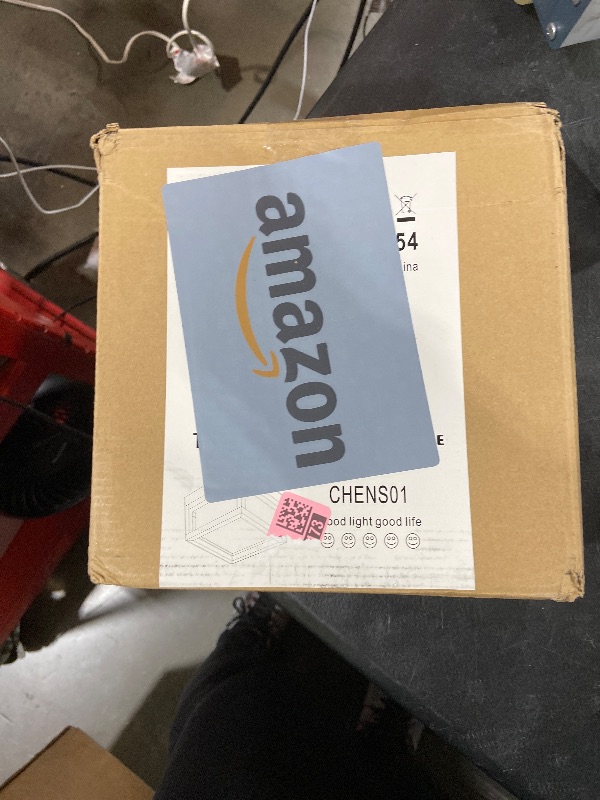 amazon
54
ina
T
E
CHENS01
ood light good life
73